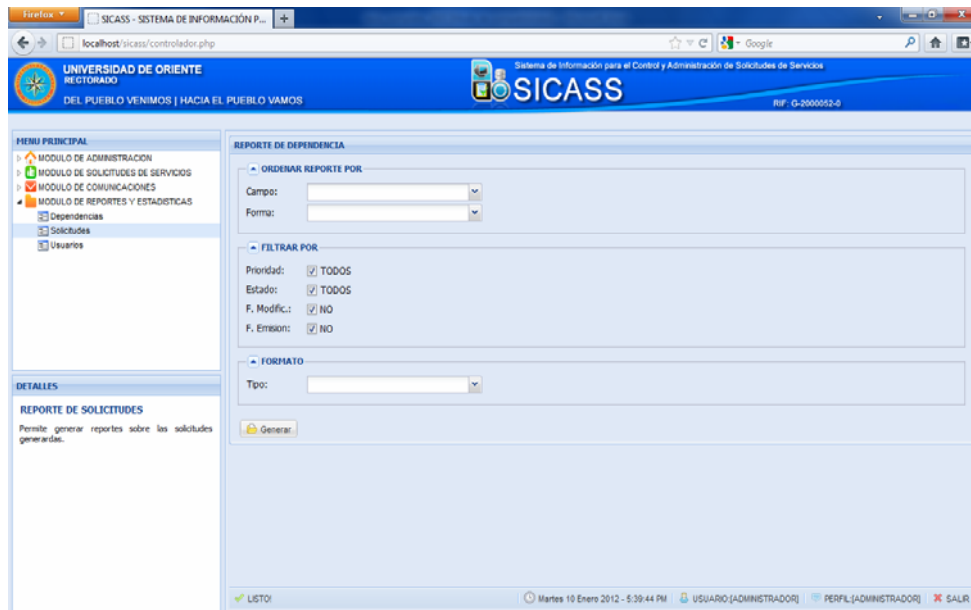 Firefox
SICASS - SISTEMA DE INFORMACIÓN P...
localhost/sicass/controlador.php
Google
UNIVERSIDAD DE ORIENTE
RECTORADO
DEL PUEBLO VENIMOS | HACIA EL PUEBLO VAMOS
Sistema de Información para el Control y Administración de Solicitudes de Servicios
SICASS
RIF: G-2000052-0
MENU PRINCIPAL
MODULO DE ADMINISTRACION
MODULO DE SOLICITUDES DE SERVICIOS
MODULO DE COMUNICACIONES
MODULO DE REPORTES Y ESTADISTICAS
Dependencias
Solicitudes
Usuarios
DETALLES
REPORTE DE SOLICITUDES
Permite generar reportes sobre las solicitudes
generardas.
REPORTE DE DEPENDENCIA
ORDENAR REPORTE POR
Campo:
Forma:
FILTRAR POR
Prioridad: TODOS
Estado: TODOS
F. Modific.: NO
F. Emision: NO
FORMATO
Tipo:
Generar
LISTO!
Martes 10 Enero 2012 - 5:39:44 PM
USUARIO:[ADMINISTRADOR]
PERFIL:[ADMINISTRADOR]
SALIR